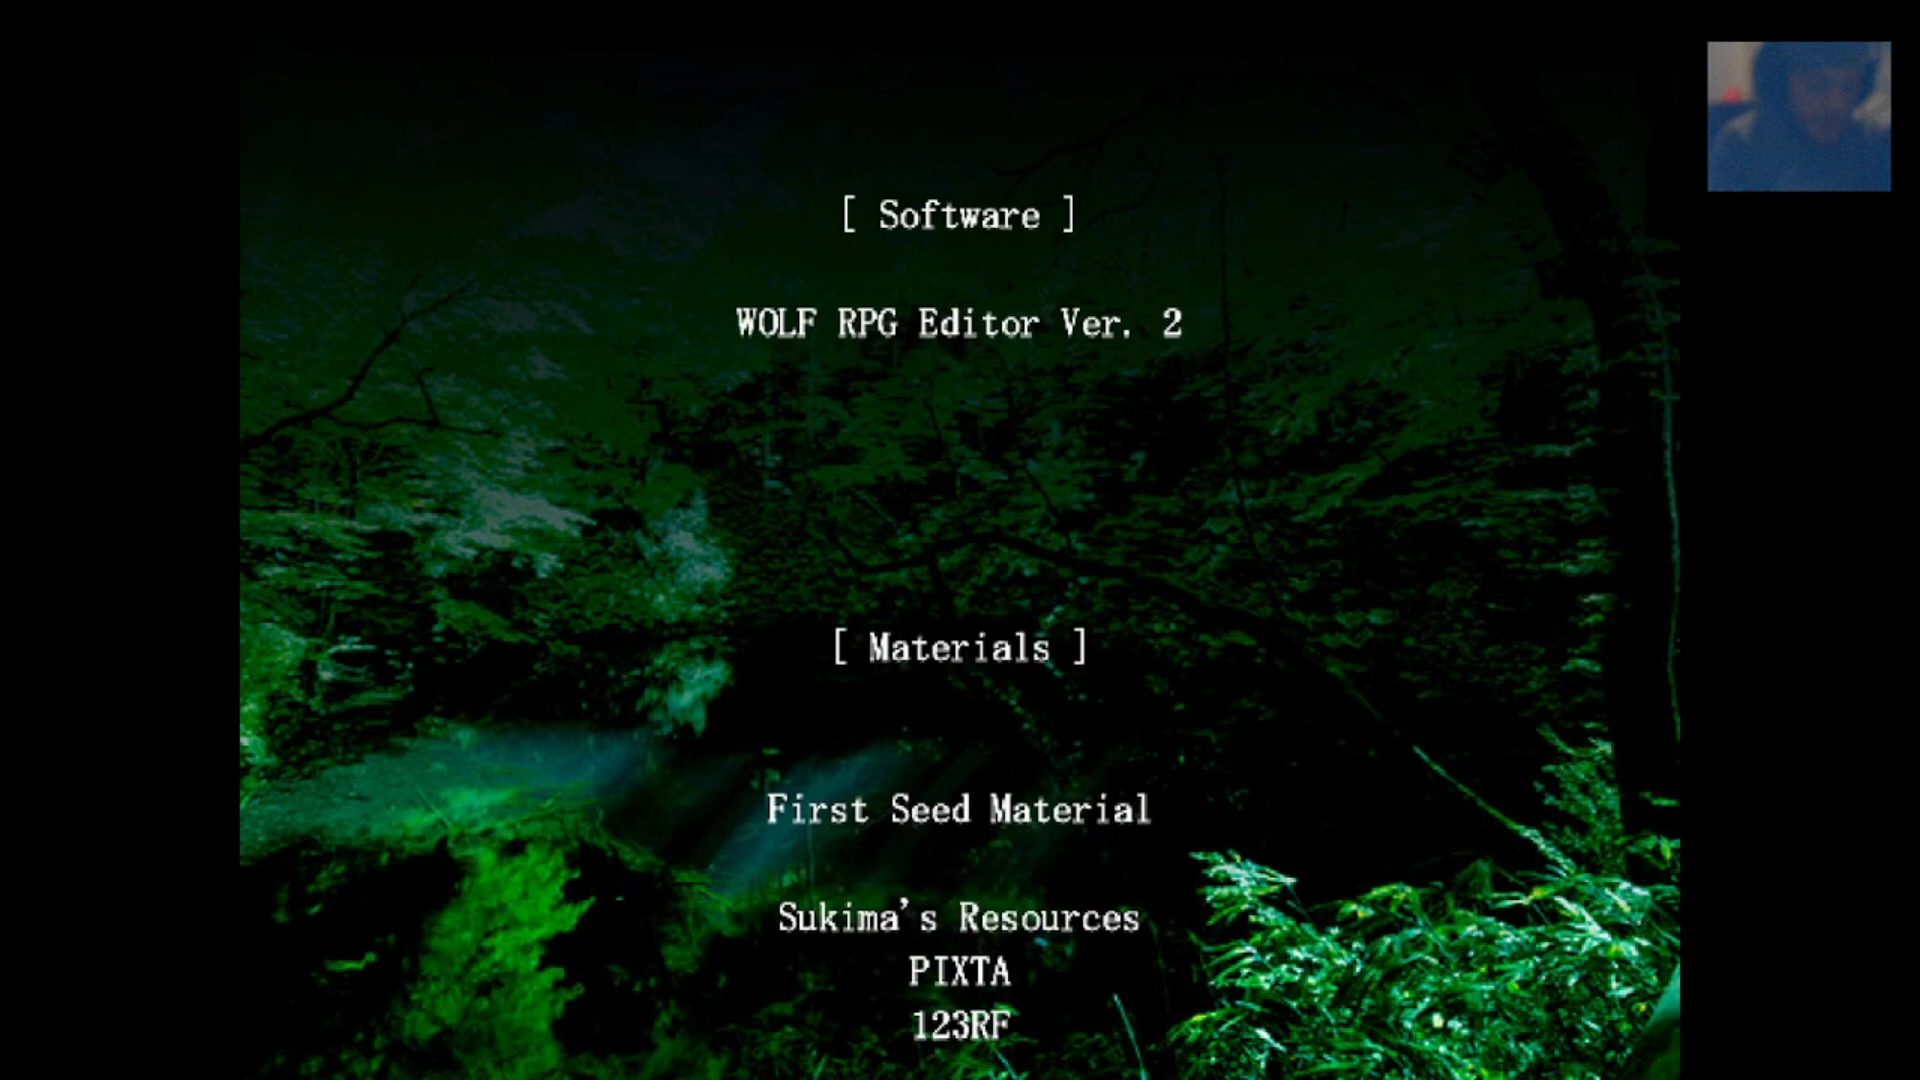 [ Software ]
WOLF RPG Editor Ver. 2
[ Materials ]
First Seed Material
Sukima's Resources
PIXTA
123RF